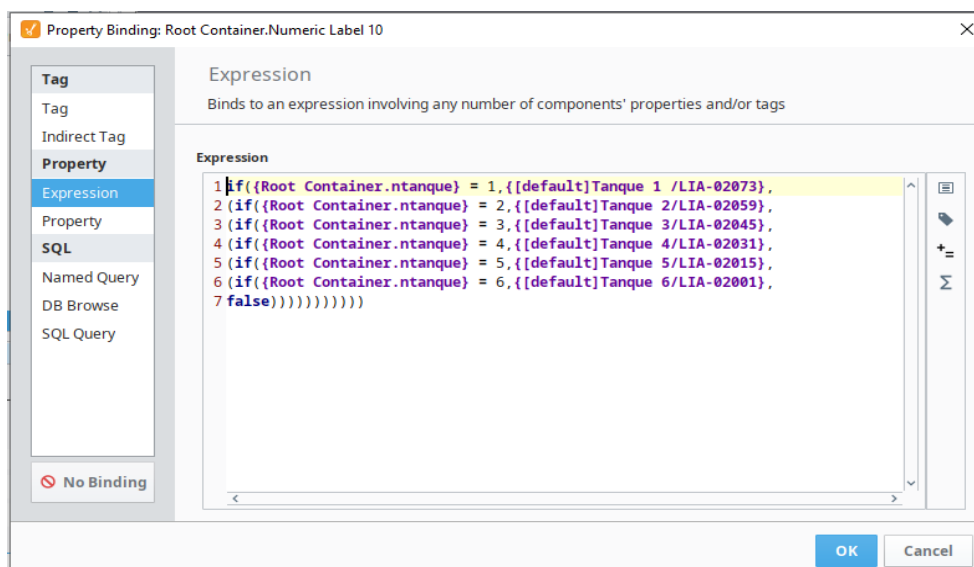 Property Binding: Root Container.Numeric Label 10
Tag
Tag
Indirect Tag
Property
Expression
Property
SQL
Named Query
DB Browse
SQL Query
No Binding
Expression
Binds to an expression involving any number of components' properties and/or tags
Expression
1 if({Root Container.ntanque} = 1,{[default]Tanque 1 /LIA-02073},
2 (if({Root Container.ntanque} = 2,{[default]Tanque 2/LIA-02059},
3 (if({Root Container.ntanque} = 3,{[default]Tanque 3/LIA-02045},
4 (if({Root Container.ntanque} = 4,{[default]Tanque 4/LIA-02031},
5 (if({Root Container.ntanque} = 5,{[default]Tanque 5/LIA-02015},
6 (if({Root Container.ntanque} = 6,{[default]Tanque 6/LIA-02001},
7 false)))))))))))
OK
Cancel